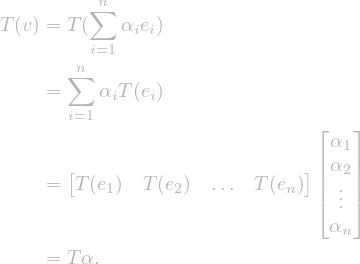 T(v) = T(∑_{i=1}^{n} α_i e_i)
= ∑_{i=1}^{n} α_i T(e_i)
= [T(e_1) T(e_2) … T(e_n)] [α_1 α_2 ⋮ α_n]
= Tα.